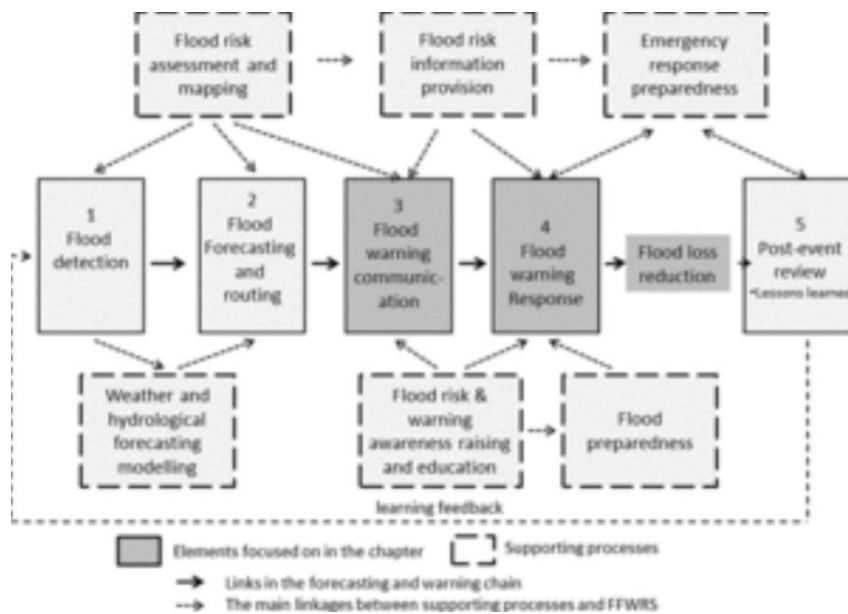 Flood risk
assessment and
mapping
Flood risk
information
provision
Emergency
response
preparedness
1
Flood
detection
2
Flood
Forecasting
and
routing
3
Flood
warning
communic-
ation
4
Flood
warning
Response
Flood loss
reduction
5
Post-event
review
*Lessons learned
Weather and
hydrological
forecasting
modelling
Flood risk &
warning
awareness raising
and education
Flood
preparedness
learning feedback
Elements focused on in the chapter
Supporting processes
Links in the forecasting and warning chain
The main linkages between supporting processes and FFWRS